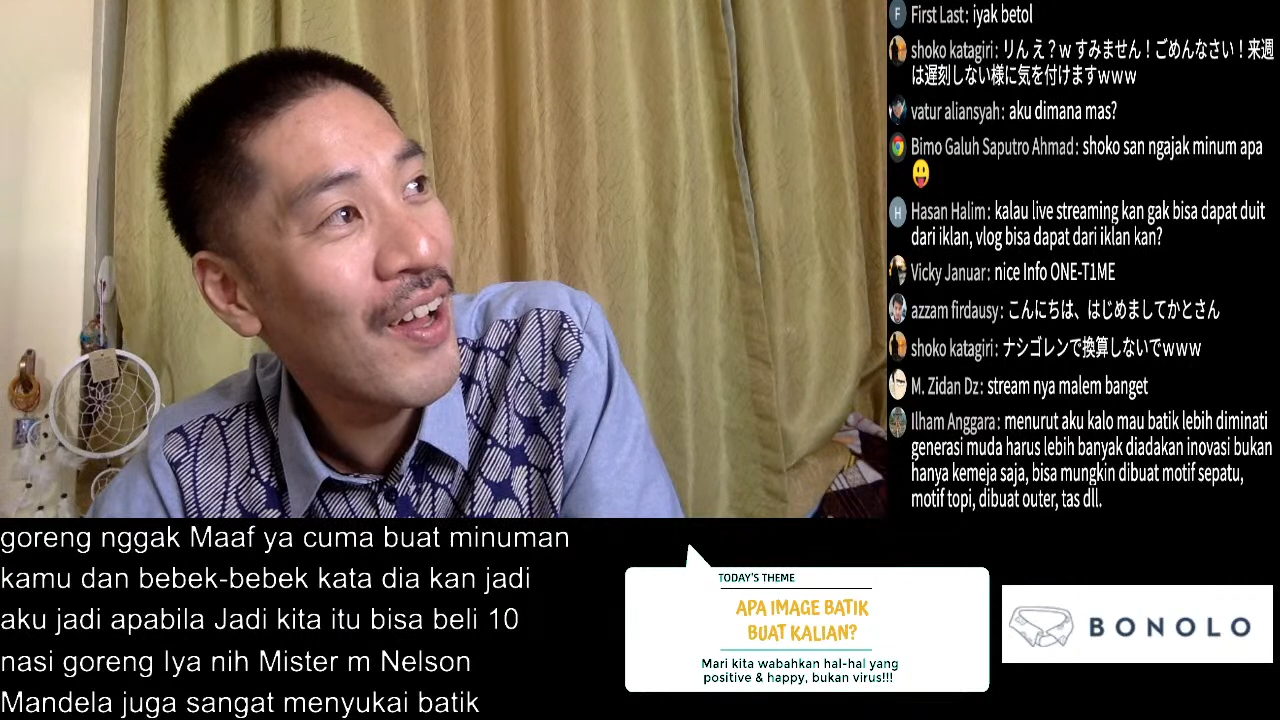 First Last: iyak betol
shoko katagiri: リん え？w すみません！ごめんなさい！来週
は遅刻しない様に気を付けますwww
vatur aliansyah: aku dimana mas?
Bimo Galuh Saputro Ahmad: shoko san ngajak minum apa
😛
Hasan Halim: kalau live streaming kan gak bisa dapat duit
dari iklan, vlog bisa dapat dari iklan kan?
Vicky Januar: nice Info ONE-T1ME
azzam firdausy: こんにちは、はじめましてかとさん
shoko katagiri: ナシゴレンで換算しないでwww
M. Zidan Dz: stream nya malem banget
Ilham Anggara: menurut aku kalo mau batik lebih diminati
generasi muda harus lebih banyak diadakan inovasi bukan
hanya kemeja saja, bisa mungkin dibuat motif sepatu,
motif topi, dibuat outer, tas dll.
goreng nggak Maaf ya cuma buat minuman
kamu dan bebek-bebek kata dia kan jadi
aku jadi apabila Jadi kita itu bisa beli 10
nasi goreng Iya nih Mister m Nelson
Mandela juga sangat menyukai batik
TODAY'S THEME
APA IMAGE BATIK
BUAT KALIAN?
Mari kita wabahkan hal-hal yang
positive & happy, bukan virus!!!
BONOLO